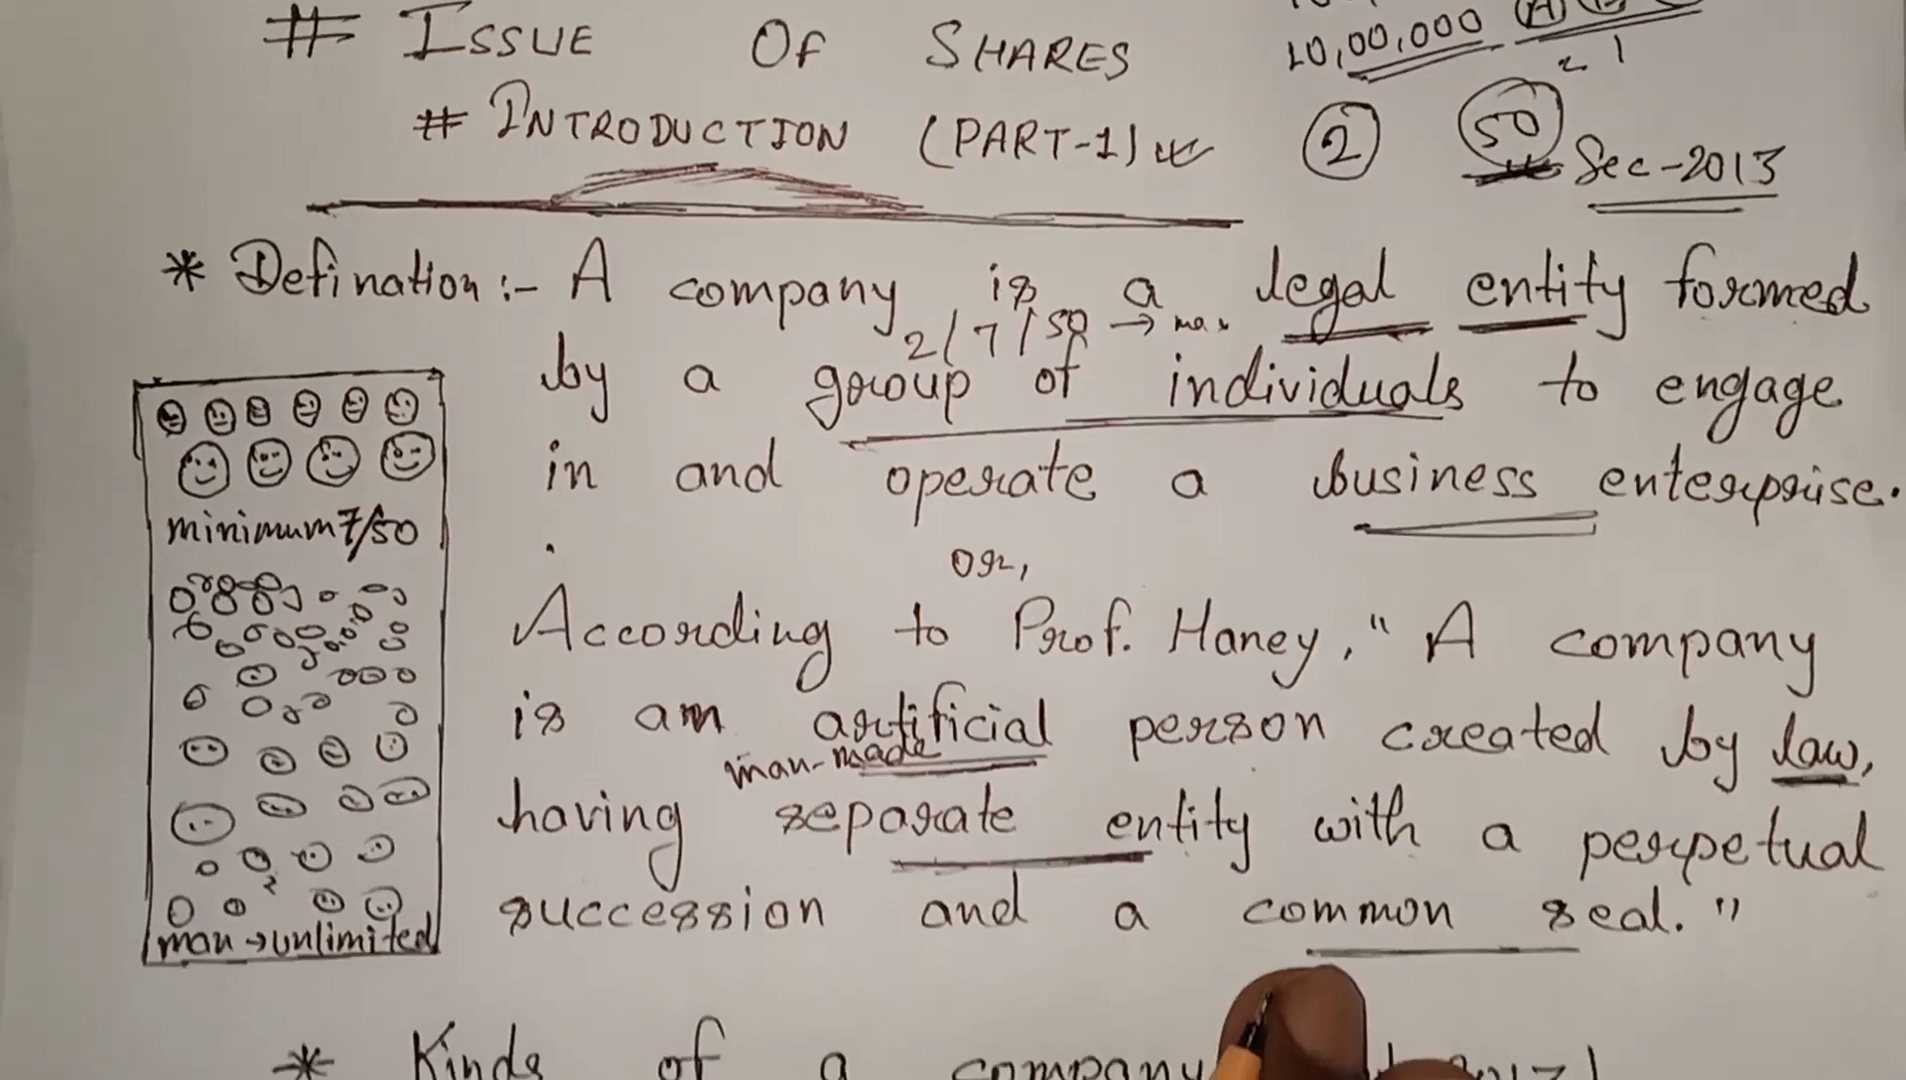 # ISSUE OF SHARES
# INTRODUCTION (PART-1)
10,00,000 A
2 1
2 50 Sec-2013
* Defination :- A company is a legal entity formed
2/7/50 → max
by a group of individuals to engage
in and operate a business enterprise.
or,
According to Prof. Haney, "A company
is an artificial person created by law,
man-made
having separate entity with a perpetual
succession and a common seal."
minimum 7/50
max → unlimited
* Kinds of a company